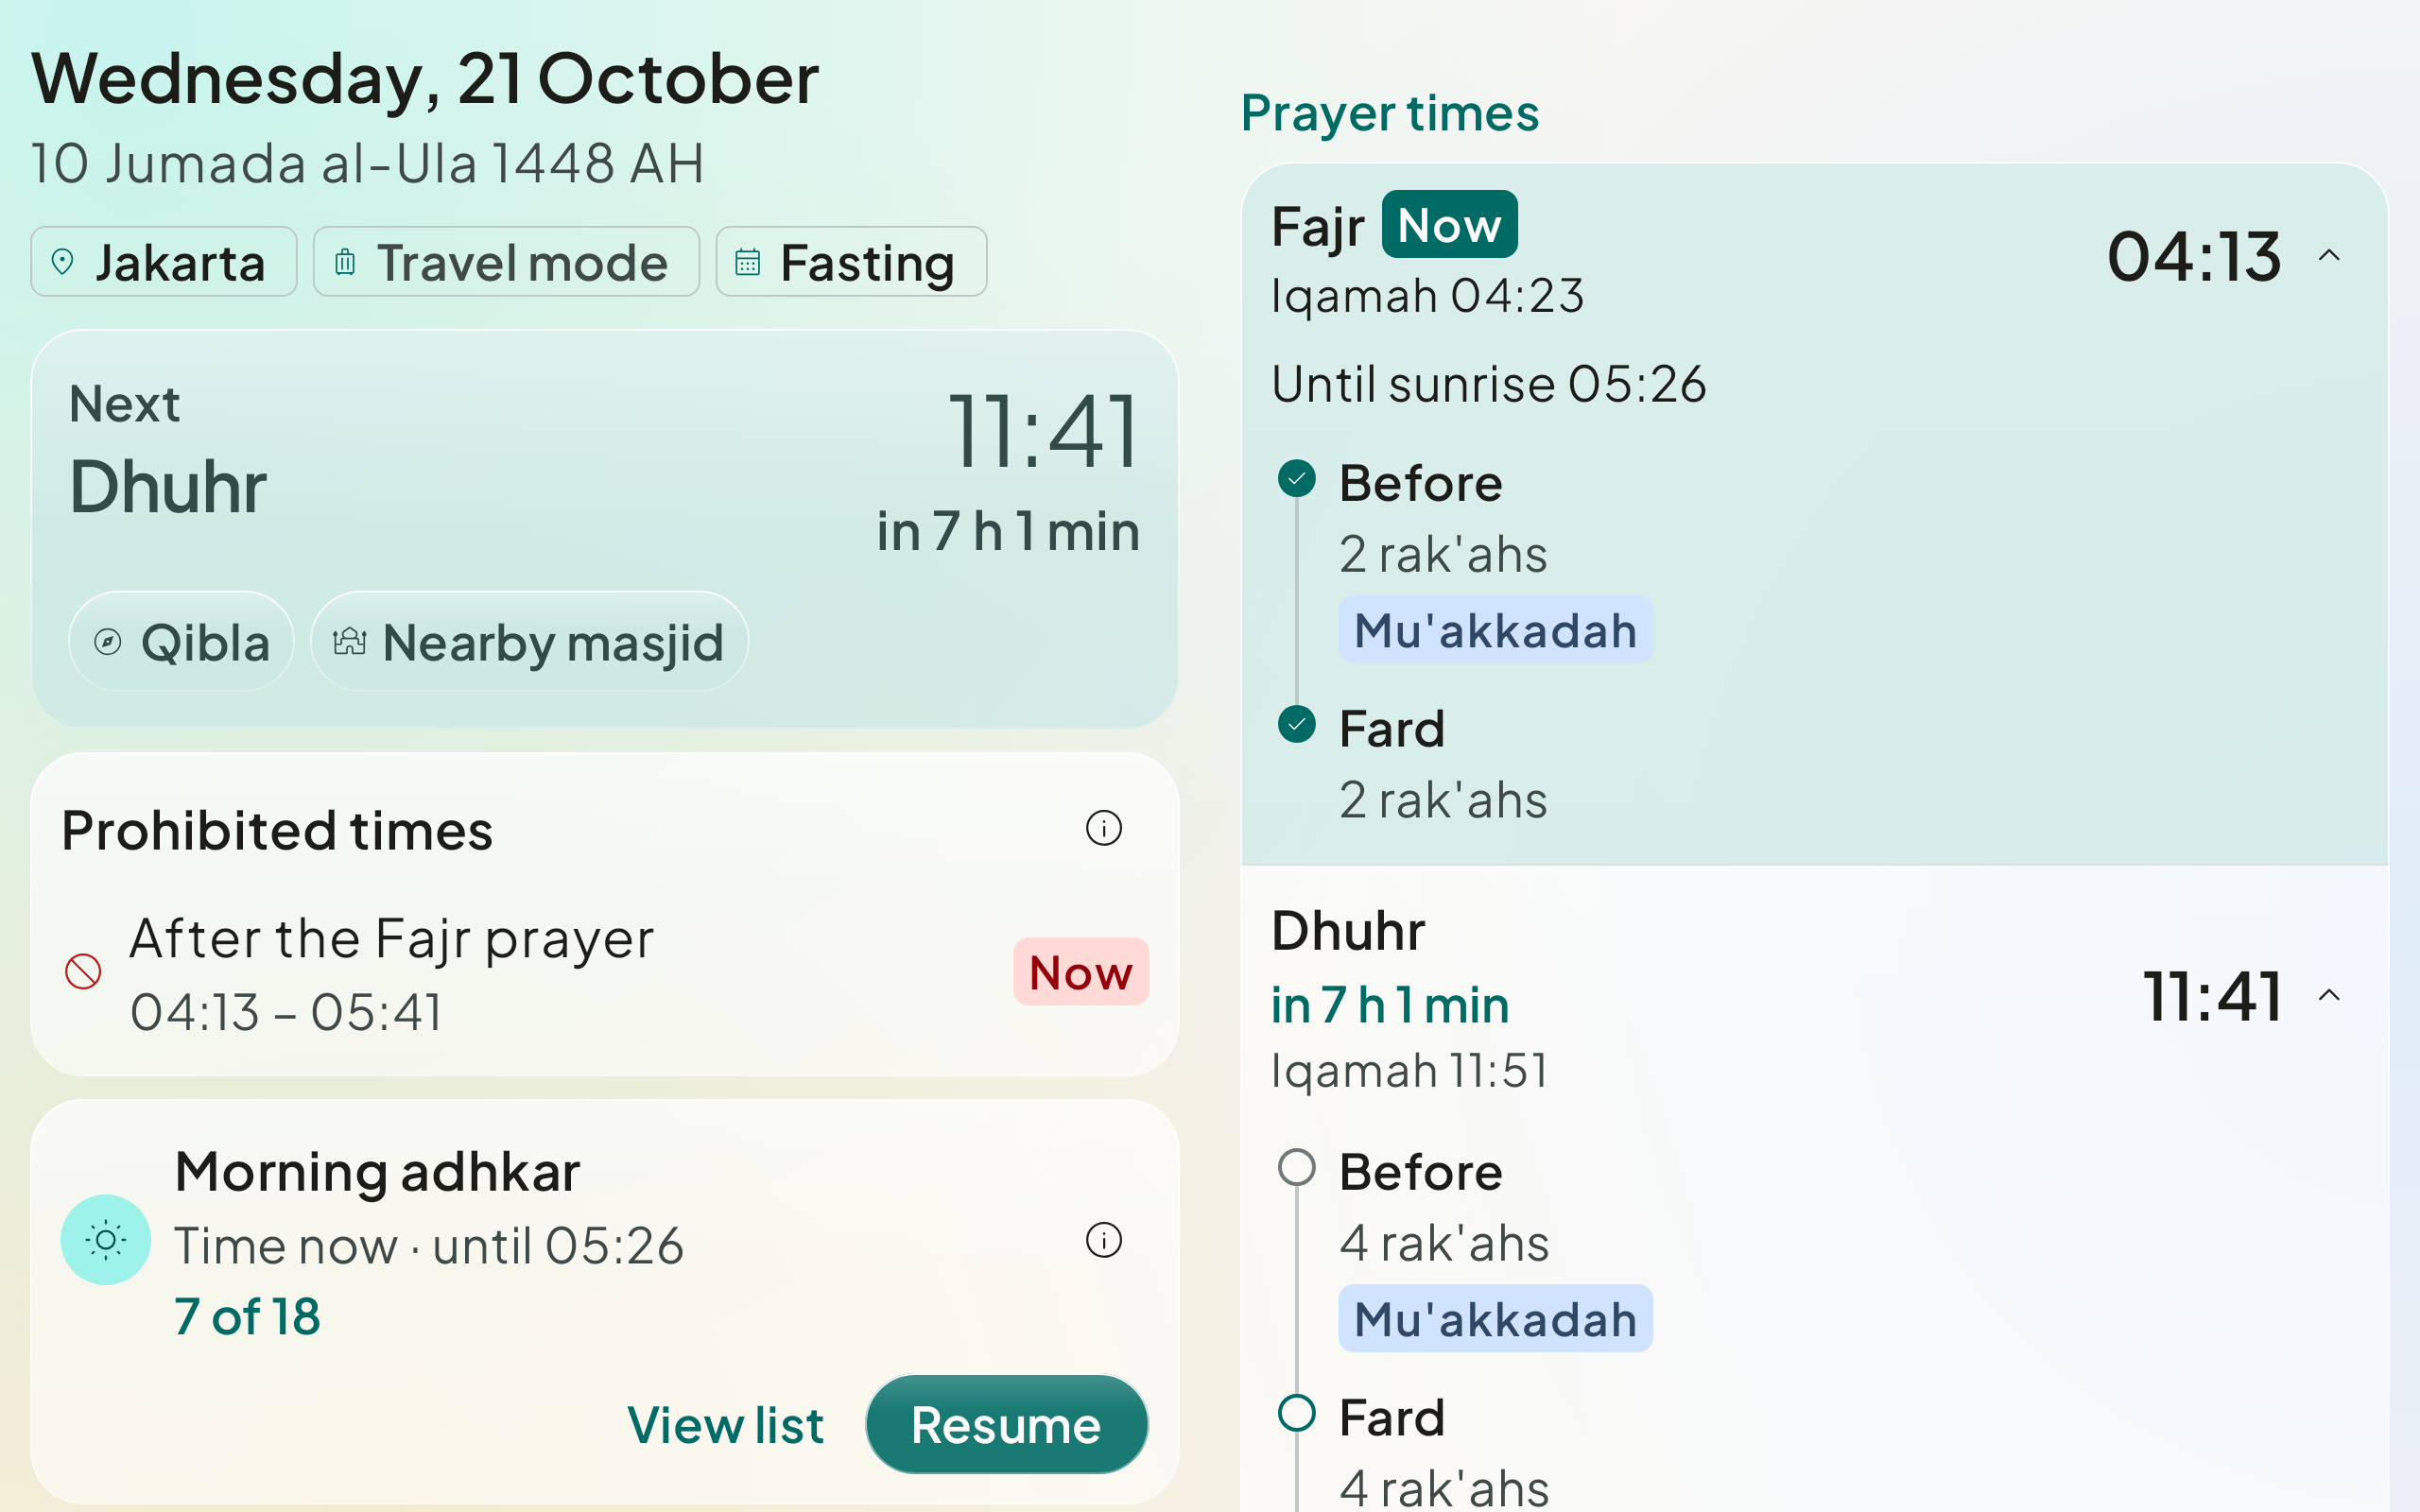 Wednesday, 21 October
10 Jumada al-Ula 1448 AH
Jakarta
Travel mode
Fasting
Next
Dhuhr
11:41
in 7 h 1 min
Qibla
Nearby masjid
Prohibited times
After the Fajr prayer
04:13 – 05:41
Now
Morning adhkar
Time now · until 05:26
7 of 18
View list
Resume
Prayer times
Fajr
Now
Iqamah 04:23
04:13
Until sunrise 05:26
Before
2 rak'ahs
Mu'akkadah
Fard
2 rak'ahs
Dhuhr
in 7 h 1 min
Iqamah 11:51
11:41
Before
4 rak'ahs
Mu'akkadah
Fard
4 rak'ahs